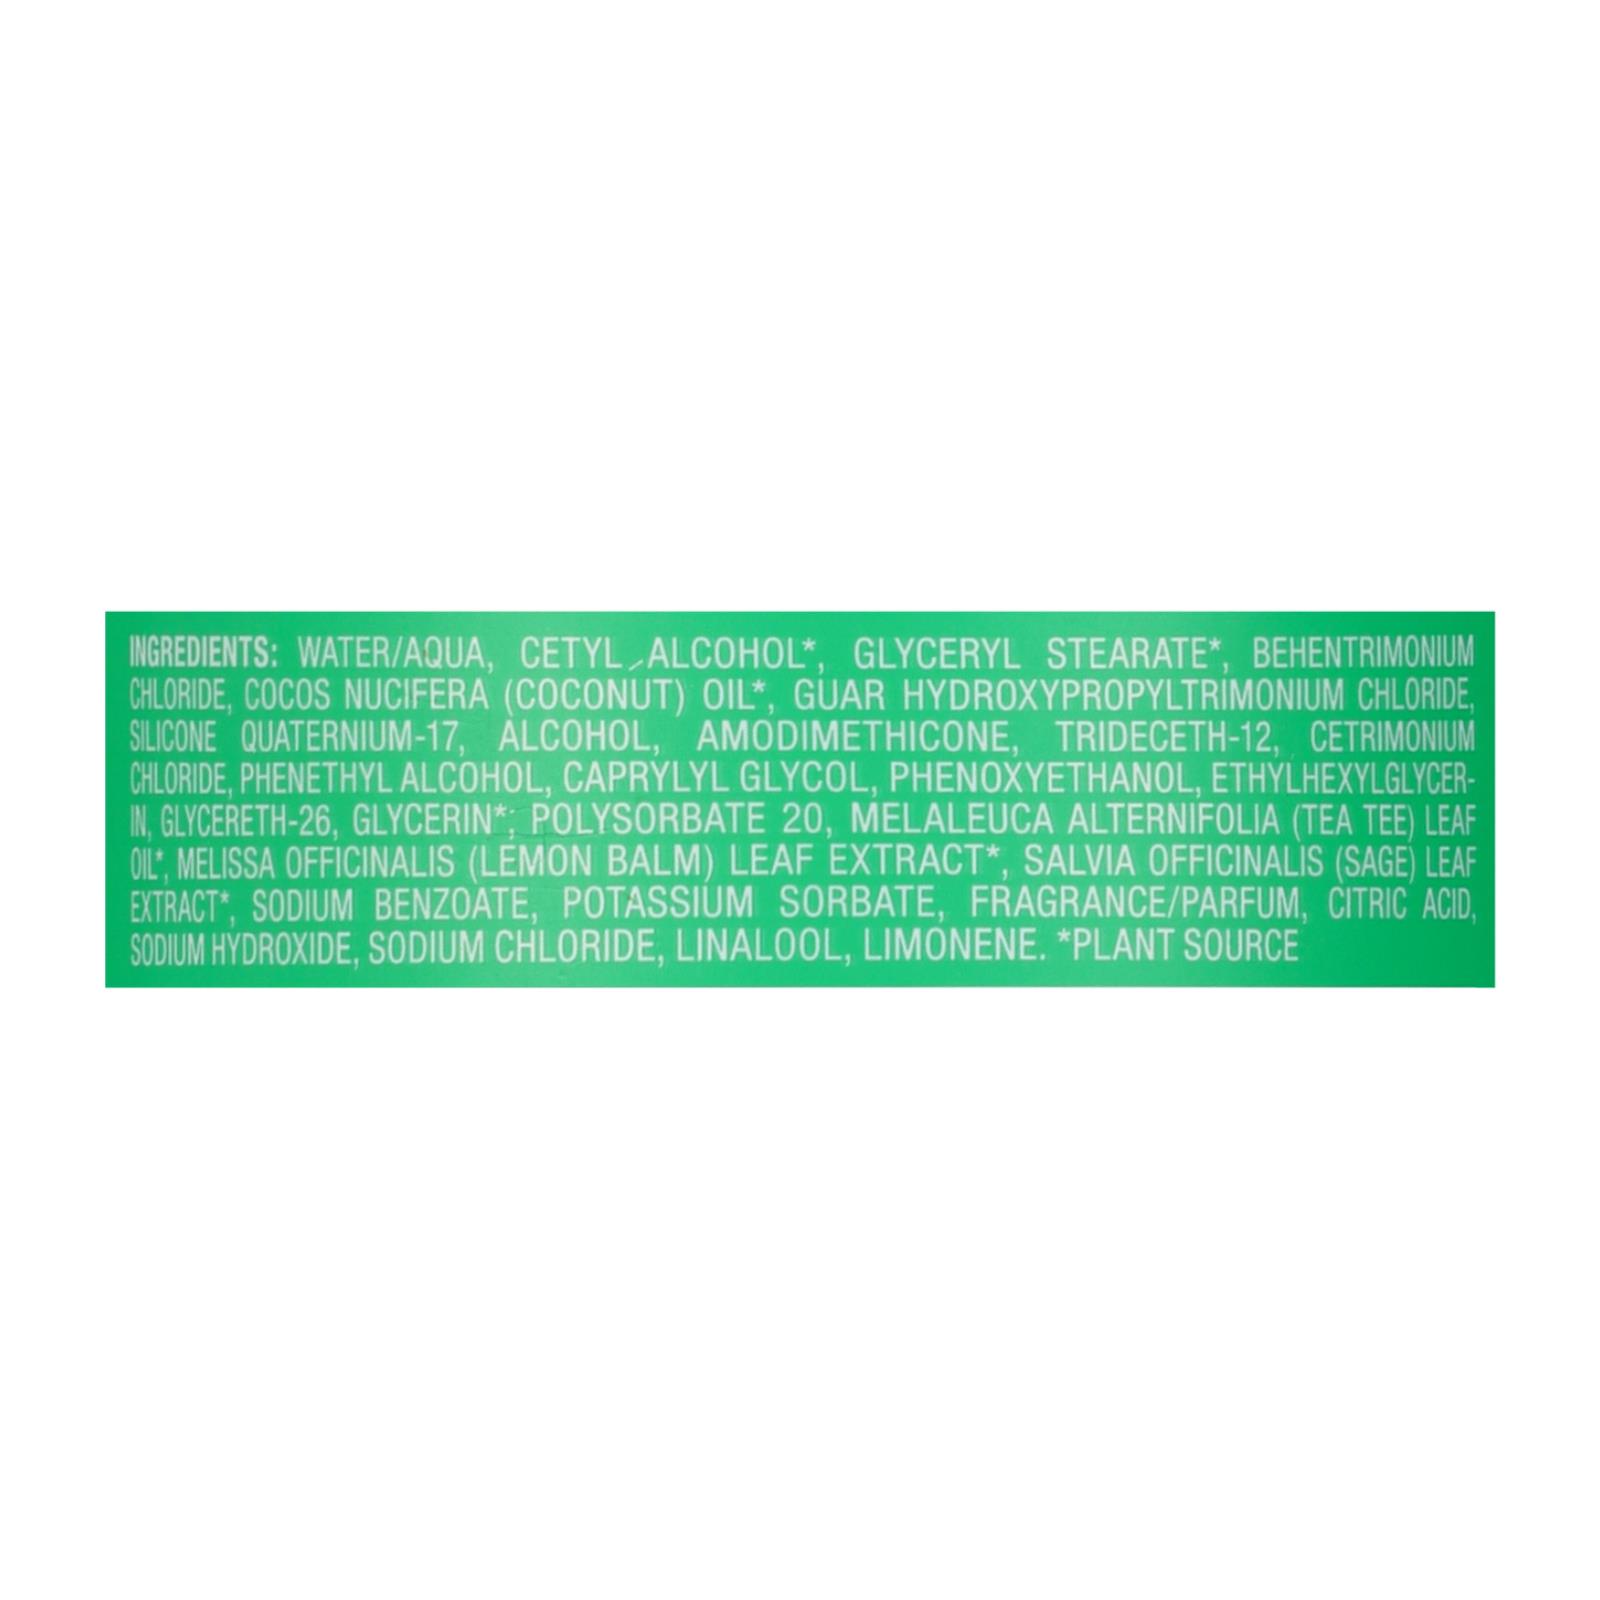 INGREDIENTS: WATER/AQUA, CETYL ALCOHOL*, GLYCERYL STEARATE*, BEHENTRIMONIUM
CHLORIDE, COCOS NUCIFERA (COCONUT) OIL*, GUAR HYDROXYPROPYLTRIMONIUM CHLORIDE,
SILICONE QUATERNIUM-17, ALCOHOL, AMODIMETHICONE, TRIDECETH-12, CETRIMONIUM
CHLORIDE, PHENETHYL ALCOHOL, CAPRYLYL GLYCOL, PHENOXYETHANOL, ETHYLHEXYLGLYCER-
IN, GLYCERETH-26, GLYCERIN*, POLYSORBATE 20, MELALEUCA ALTERNIFOLIA (TEA TEE) LEAF
OIL*, MELISSA OFFICINALIS (LEMON BALM) LEAF EXTRACT*, SALVIA OFFICINALIS (SAGE) LEAF
EXTRACT*, SODIUM BENZOATE, POTASSIUM SORBATE, FRAGRANCE/PARFUM, CITRIC ACID,
SODIUM HYDROXIDE, SODIUM CHLORIDE, LINALOOL, LIMONENE. *PLANT SOURCE